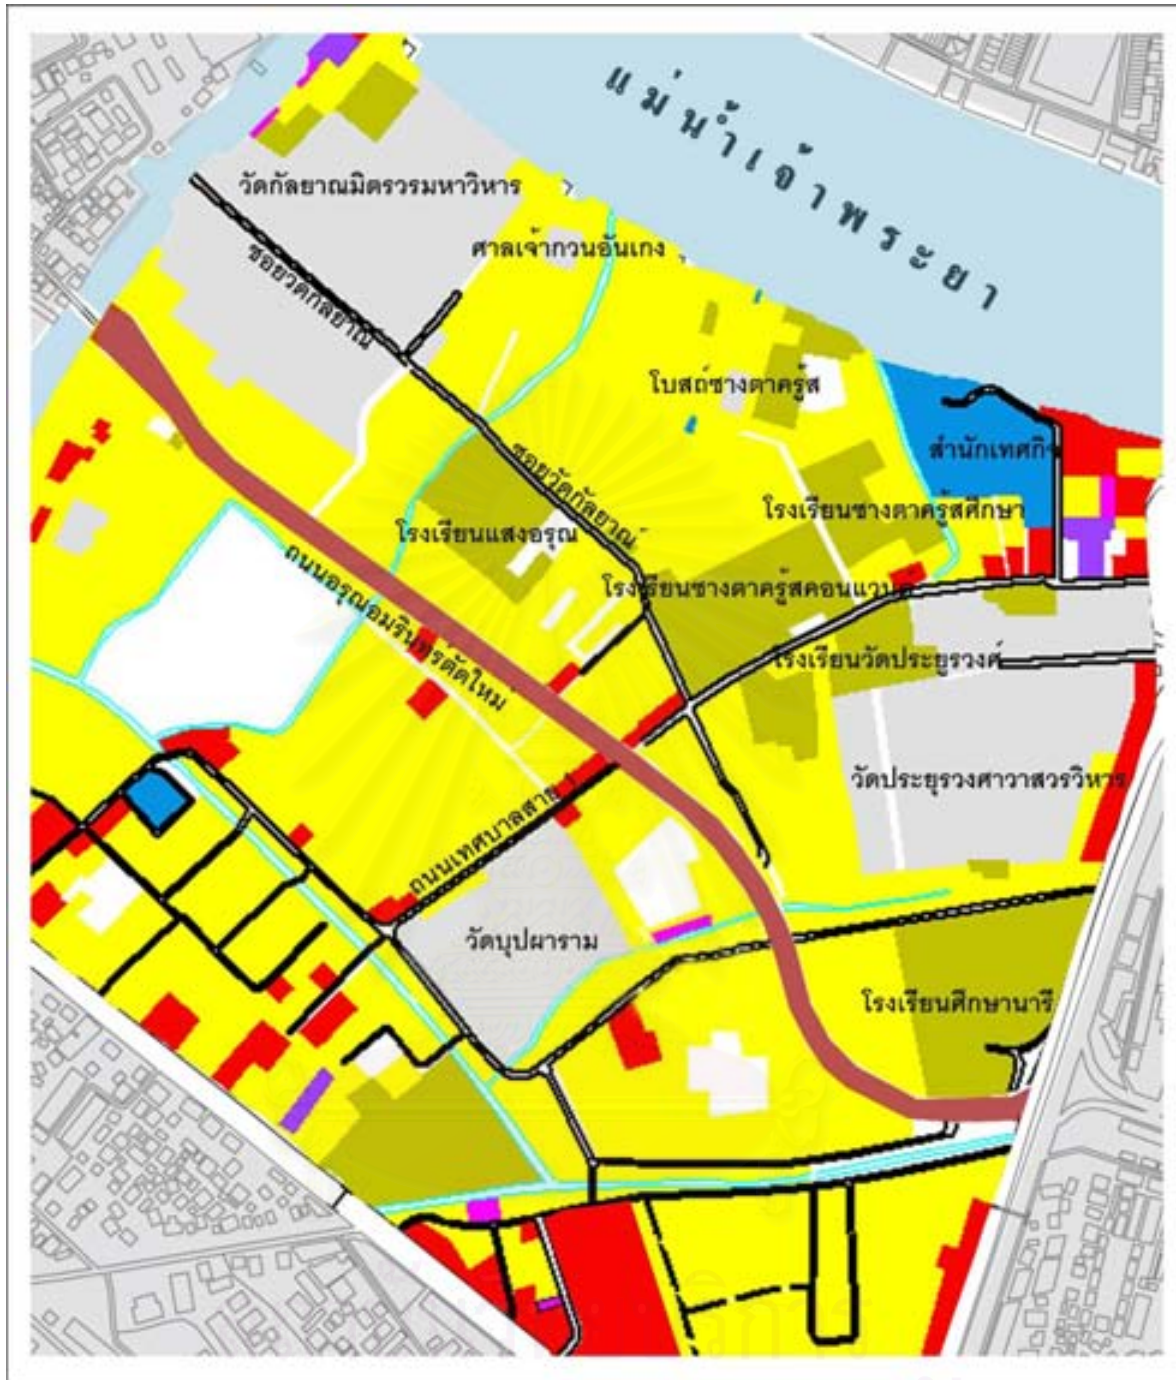 แม่น้ำเจ้าพระยา
วัดกัลยาณมิตรวรมหาวิหาร
ศาลเจ้ากวนอันเกง
ซอยวัดกัลยาณ์
โบสถ์ซางตาครู้ส
สำนักเทศกิจ
ซอยวัดกัลยาณ์
โรงเรียนซางตาครู้สศึกษา
โรงเรียนแสงอรุณ
โรงเรียนซางตาครู้สคอนแวนต์
ถนนอรุณอมรินทร์ตัดใหม่
โรงเรียนวัดประยูรวงศ์
วัดประยุรวงศาวาสวรวิหาร
ถนนเทศบาลสาย 1
วัดบุปผาราม
โรงเรียนศึกษานารี